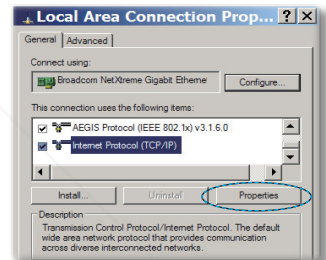 Local Area Connection Prop...
General Advanced
Connect using:
Broadcom NetXtreme Gigabit Etherne Configure...
This connection uses the following items:
AEGIS Protocol (IEEE 802.1x) v3.1.6.0
Internet Protocol (TCP/IP)
Install... Uninstall Properties
Description
Transmission Control Protocol/Internet Protocol. The default
wide area network protocol that provides communication
across diverse interconnected networks.